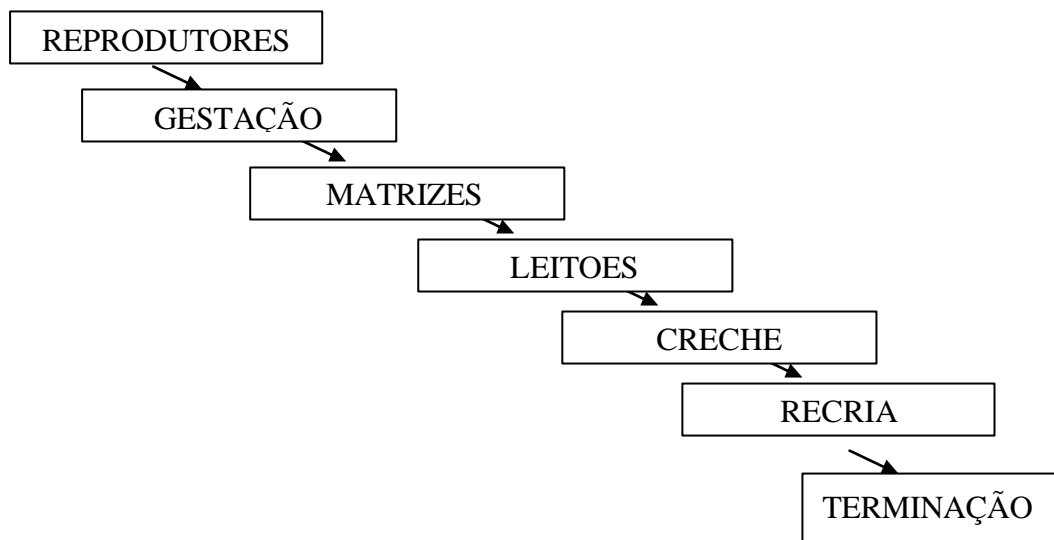 REPRODUTORES
GESTAÇÃO
MATRIZES
LEITOES
CRECHE
RECRIA
TERMINAÇÃO